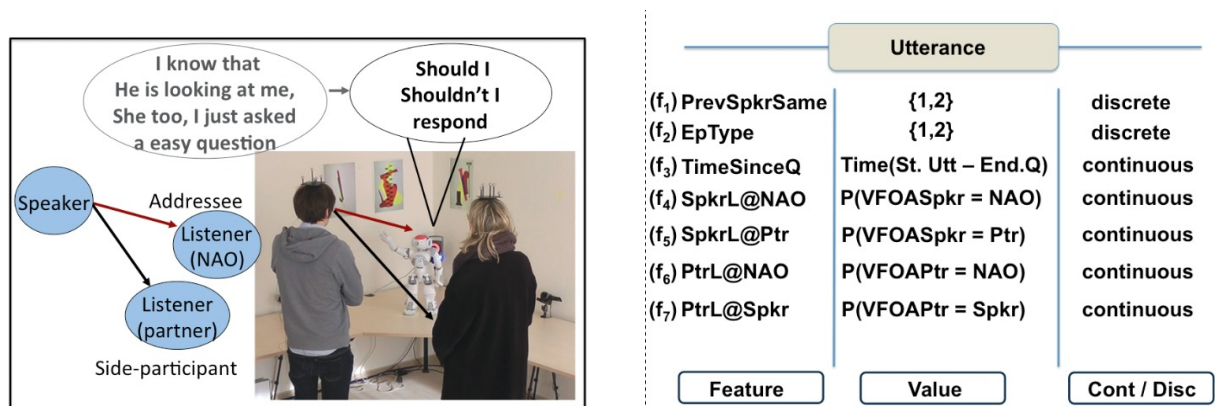 I know that
He is looking at me,
She too, I just asked
a easy question
Should I
Shouldn't I
respond
Speaker
Addressee
Listener
(NAO)
Listener
(partner)
Side-participant
Utterance
(f1) PrevSpkrSame {1,2} discrete
(f2) EpType {1,2} discrete
(f3) TimeSinceQ Time(St. Utt – End.Q) continuous
(f4) SpkrL@NAO P(VFOASpkr = NAO) continuous
(f5) SpkrL@Ptr P(VFOASpkr = Ptr) continuous
(f6) PtrL@NAO P(VFOAPtr = NAO) continuous
(f7) PtrL@Spkr P(VFOAPtr = Spkr) continuous
Feature Value Cont / Disc